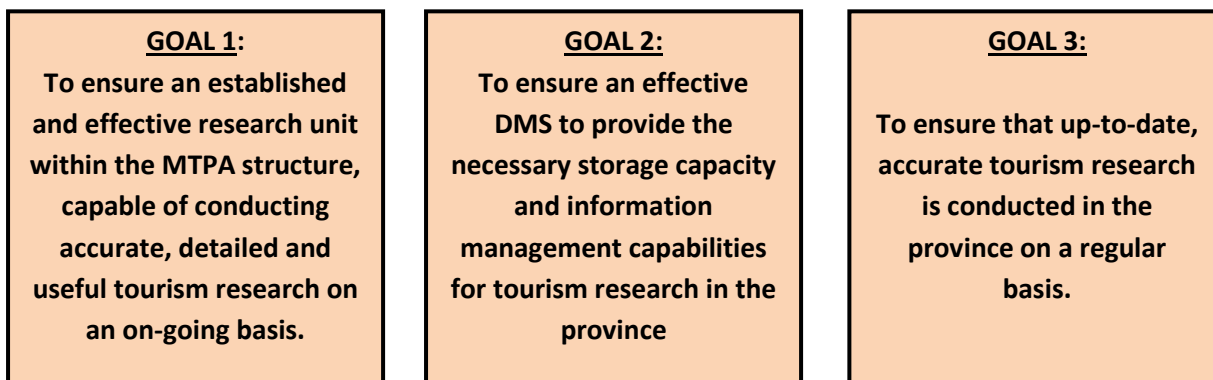 GOAL 1:
To ensure an established
and effective research unit
within the MTPA structure,
capable of conducting
accurate, detailed and
useful tourism research on
an on-going basis.
GOAL 2:
To ensure an effective
DMS to provide the
necessary storage capacity
and information
management capabilities
for tourism research in the
province
GOAL 3:
To ensure that up-to-date,
accurate tourism research
is conducted in the
province on a regular
basis.